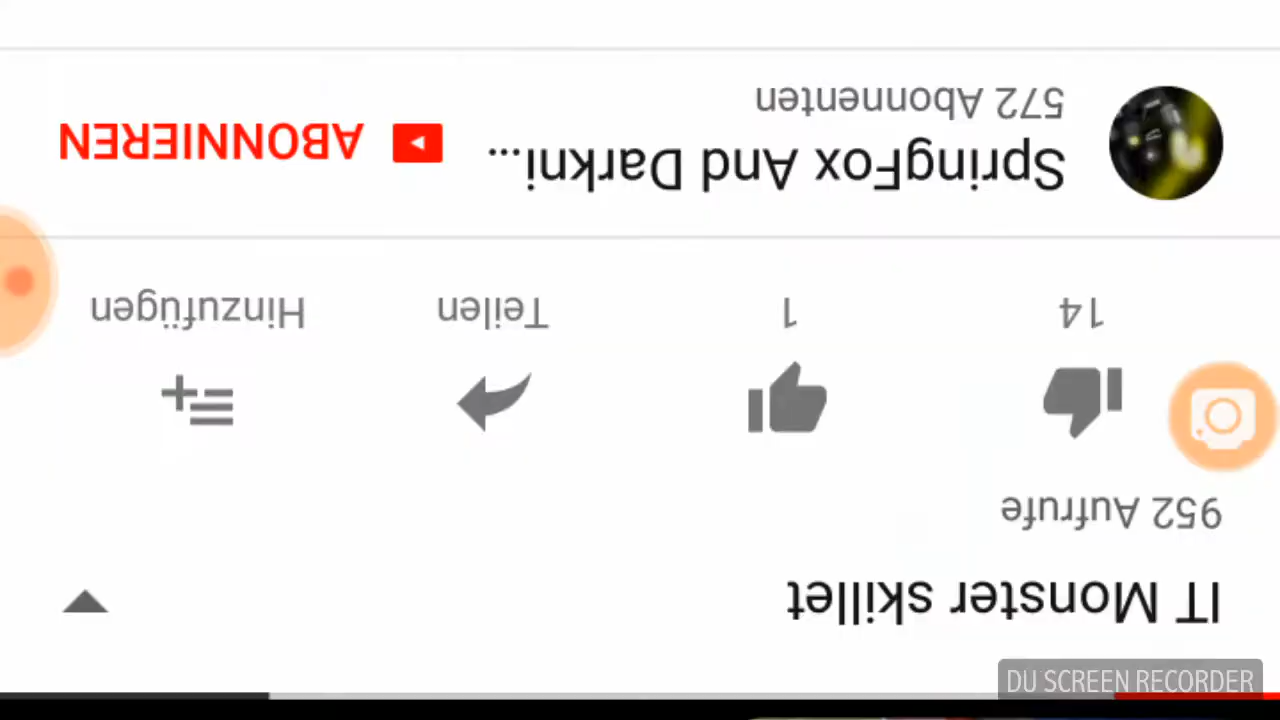 IT Monster skillet
952 Aufrufe
14 1 Teilen Hinzufügen
SpringFox And Darkni...
572 Abonnenten
ABONNIEREN
DU SCREEN RECORDER